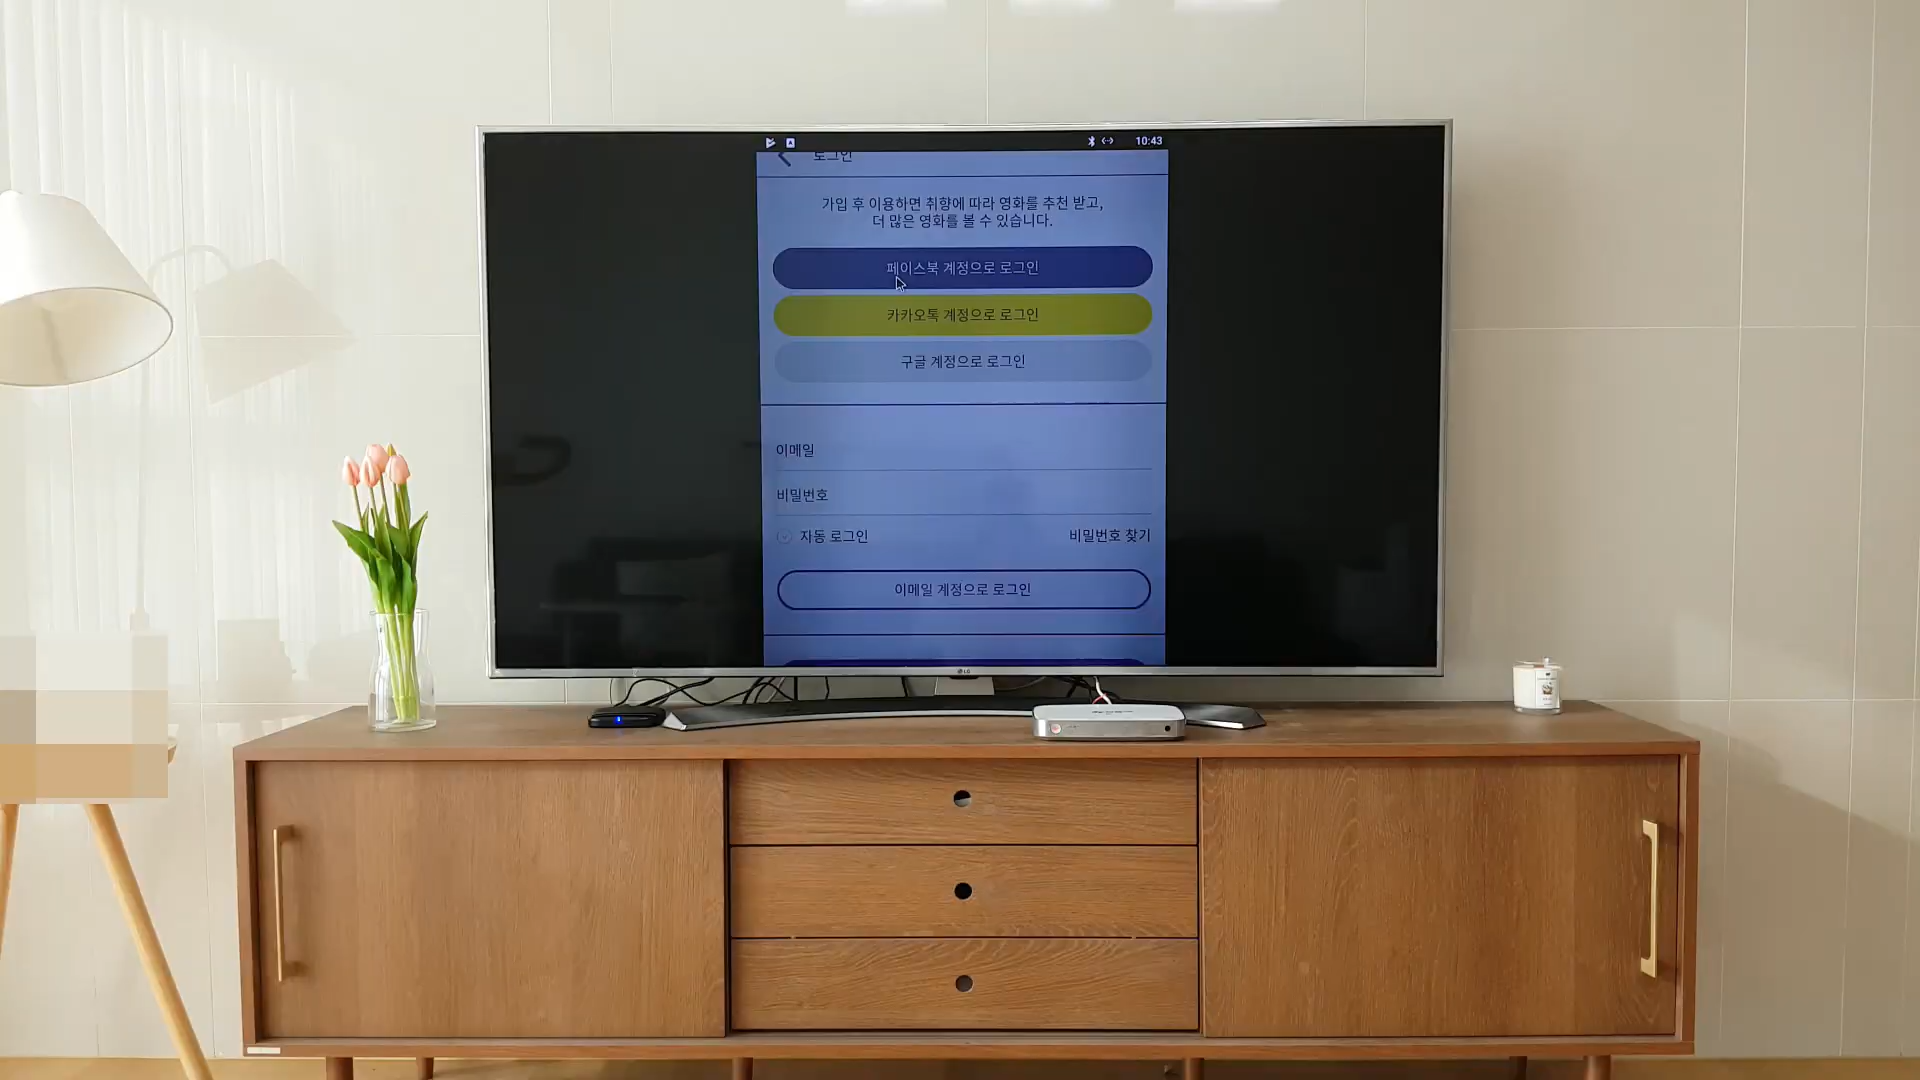 10:43
로그인
가입 후 이용하면 취향에 따라 영화를 추천 받고,
더 많은 영화를 볼 수 있습니다.
페이스북 계정으로 로그인
카카오톡 계정으로 로그인
구글 계정으로 로그인
이메일
비밀번호
자동 로그인
비밀번호 찾기
이메일 계정으로 로그인
LG